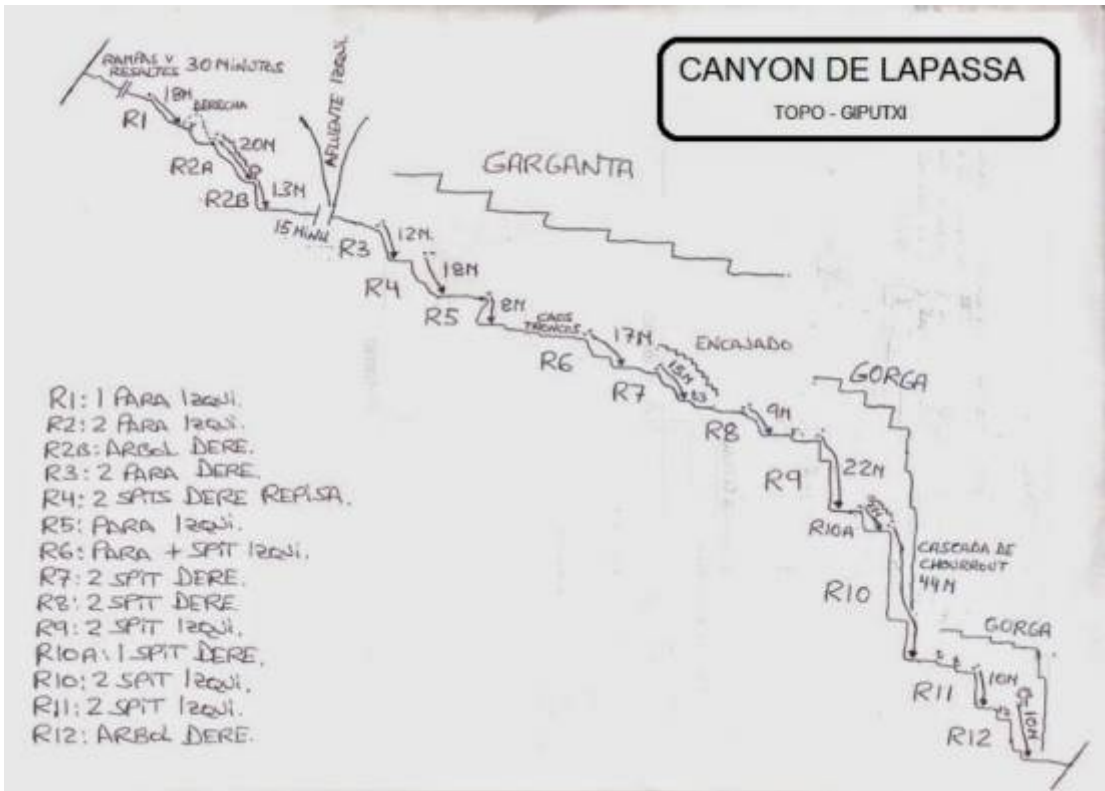 CANYON DE LAPASSA
TOPO - GIPUTXI
RAMPAS Y
RESALTES 30 MINUTOS
AFLUENTE IZQUI.
R1
18M
DERECHA
R2A
20M
R2B
13M
15 MINU.
GARGANTA
R3
12M.
R4
18M
R5
8M
CAOS
TRONCOS
R6
17M
ENCAJADO
R7
15M
R8
9M
GORGA
R9
22M
R10A
CASCADA DE
CHOURROUT
44M
R10
GORGA
R11
10M
R12
10M
R1: 1 PARA IZQUI.
R2: 2 PARA IZQUI.
R2B: ARBOL DERE.
R3: 2 PARA DERE.
R4: 2 SPITS DERE REPISA.
R5: PARA IZQUI.
R6: PARA + SPIT IZQUI.
R7: 2 SPIT DERE.
R8: 2 SPIT DERE.
R9: 2 SPIT IZQUI.
R10A: 1 SPIT DERE.
R10: 2 SPIT IZQUI.
R11: 2 SPIT IZQUI.
R12: ARBOL DERE.